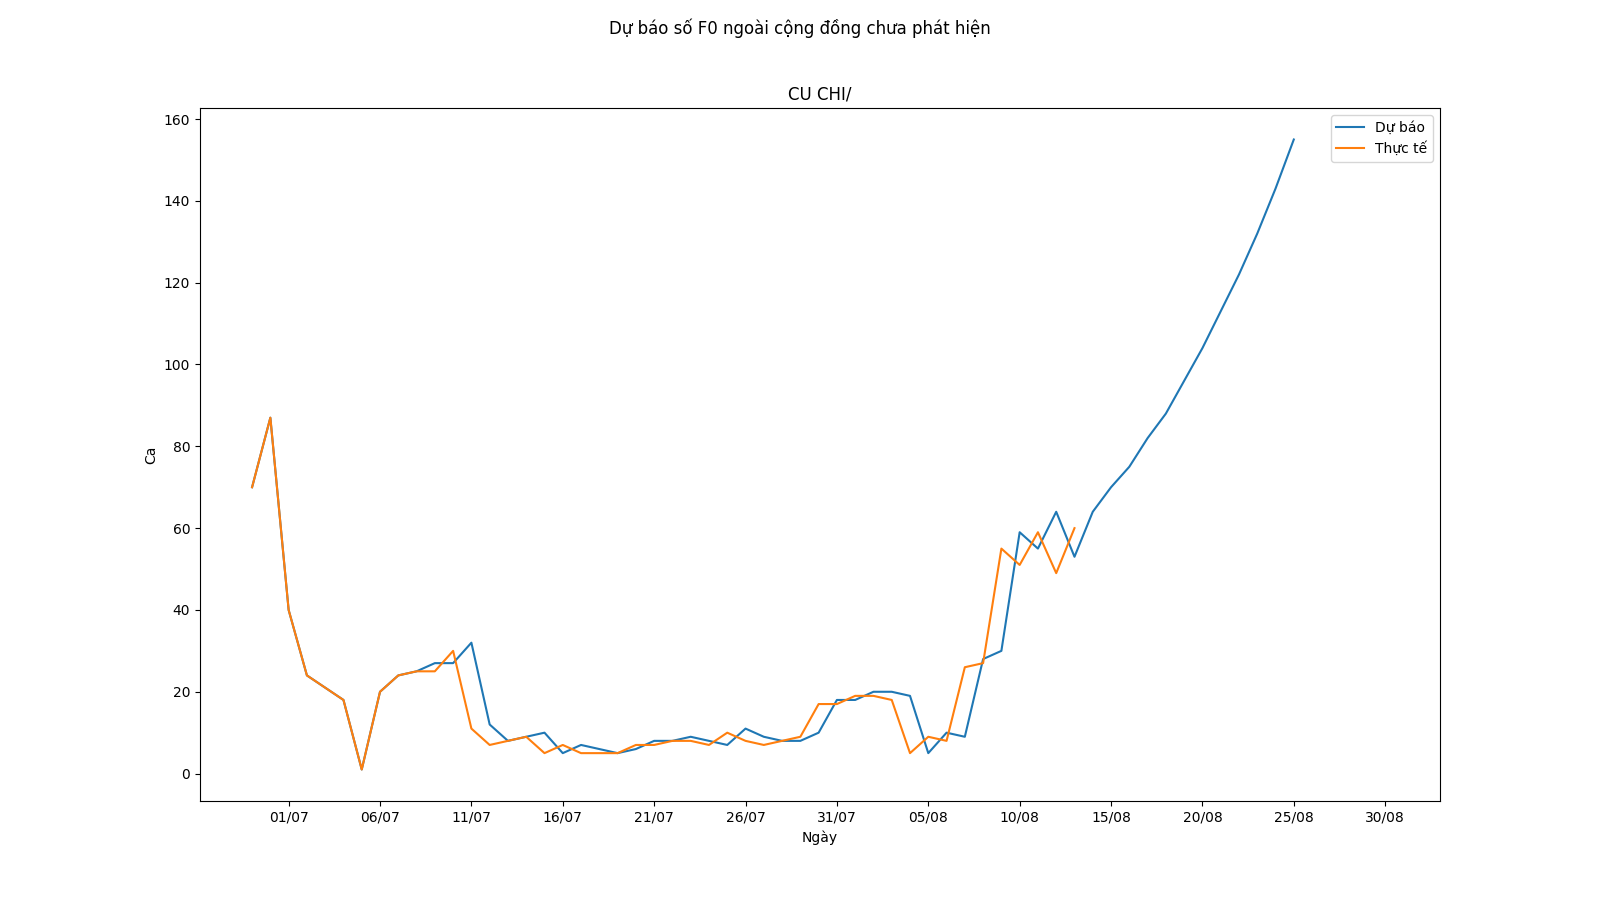 Dự báo số F0 ngoài cộng đồng chưa phát hiện
CU CHI/
Dự báo
Thực tế
160
140
120
100
80
60
40
20
0
Ca
01/07 06/07 11/07 16/07 21/07 26/07 31/07 05/08 10/08 15/08 20/08 25/08 30/08
Ngày